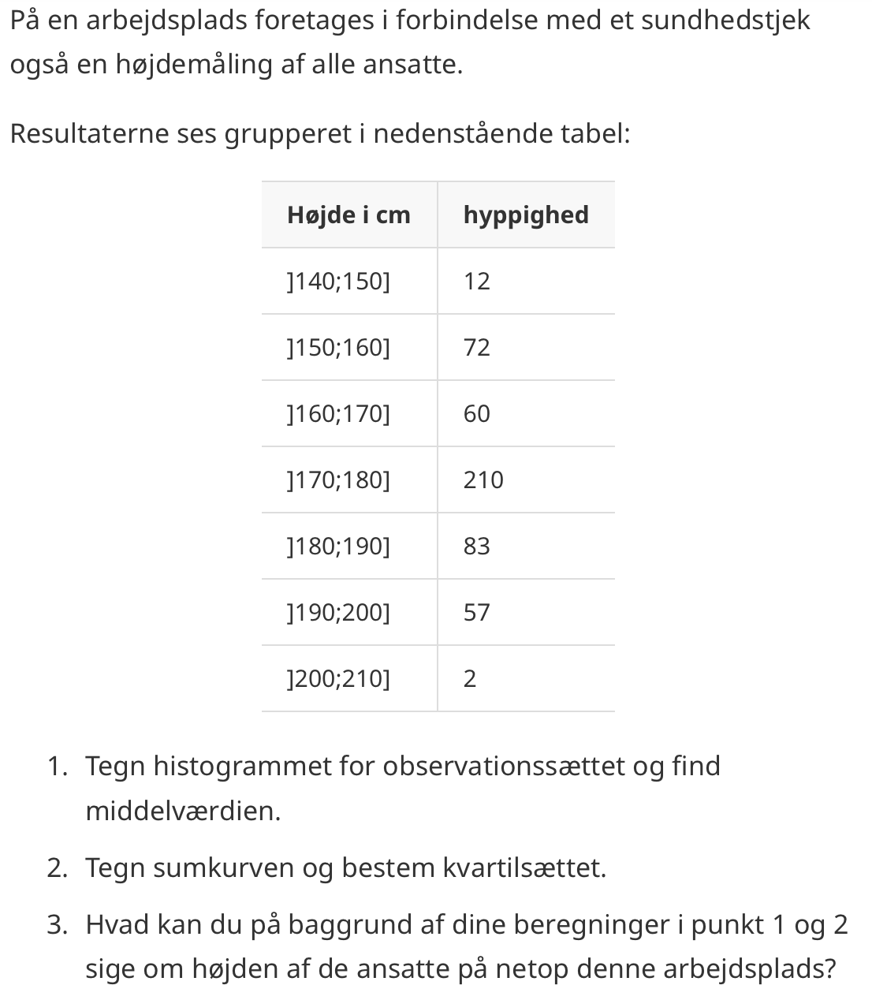 På en arbejdsplads foretages i forbindelse med et sundhedstjek
også en højdemåling af alle ansatte.
Resultaterne ses grupperet i nedenstående tabel:
Højde i cm hyppighed
]140;150] 12
]150;160] 72
]160;170] 60
]170;180] 210
]180;190] 83
]190;200] 57
]200;210] 2
1. Tegn histogrammet for observationssættet og find
middelværdien.
2. Tegn sumkurven og bestem kvartilsættet.
3. Hvad kan du på baggrund af dine beregninger i punkt 1 og 2
sige om højden af de ansatte på netop denne arbejdsplads?